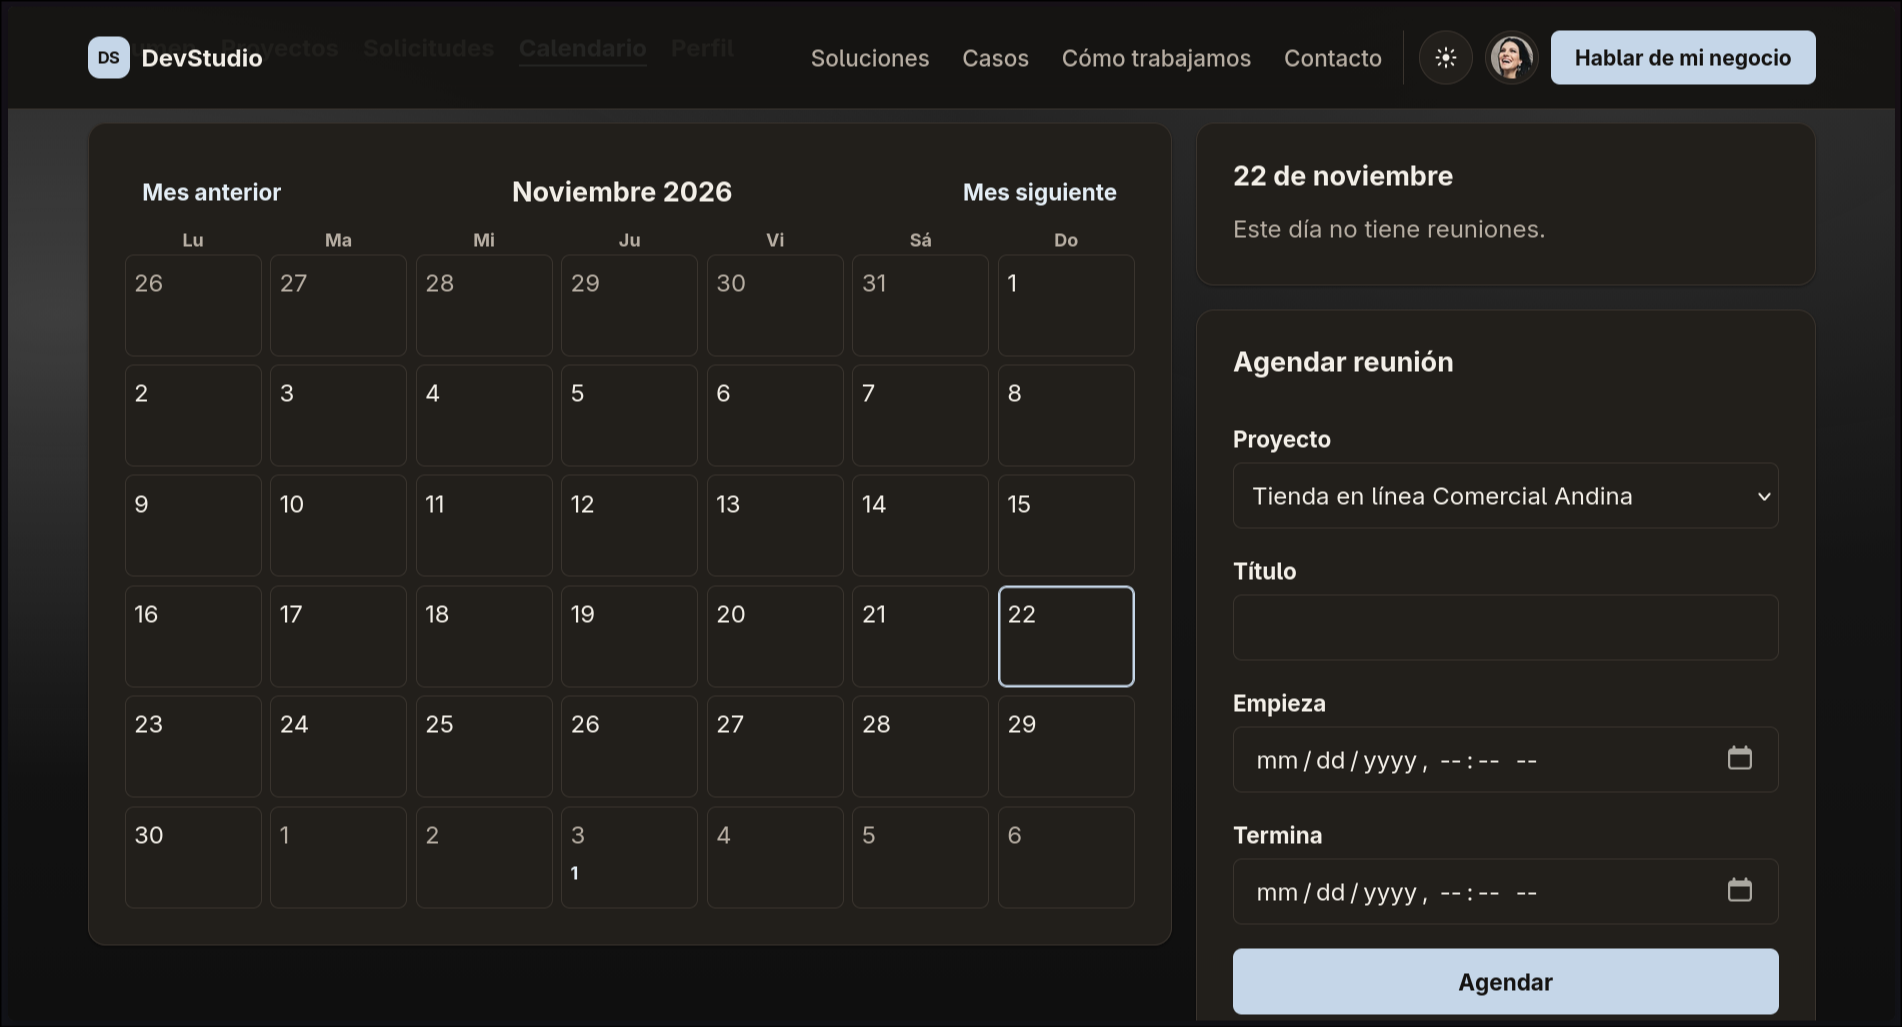 DS DevStudio
Proyectos Solicitudes Calendario Perfil
Soluciones Casos Cómo trabajamos Contacto Hablar de mi negocio
Mes anterior Noviembre 2026 Mes siguiente
Lu Ma Mi Ju Vi Sá Do
26 27 28 29 30 31 1
2 3 4 5 6 7 8
9 10 11 12 13 14 15
16 17 18 19 20 21 22
23 24 25 26 27 28 29
30 1 2 3 4 5 6
1
22 de noviembre
Este día no tiene reuniones.
Agendar reunión
Proyecto
Tienda en línea Comercial Andina
Título
Empieza
mm/dd/yyyy, --:-- --
Termina
mm/dd/yyyy, --:-- --
Agendar